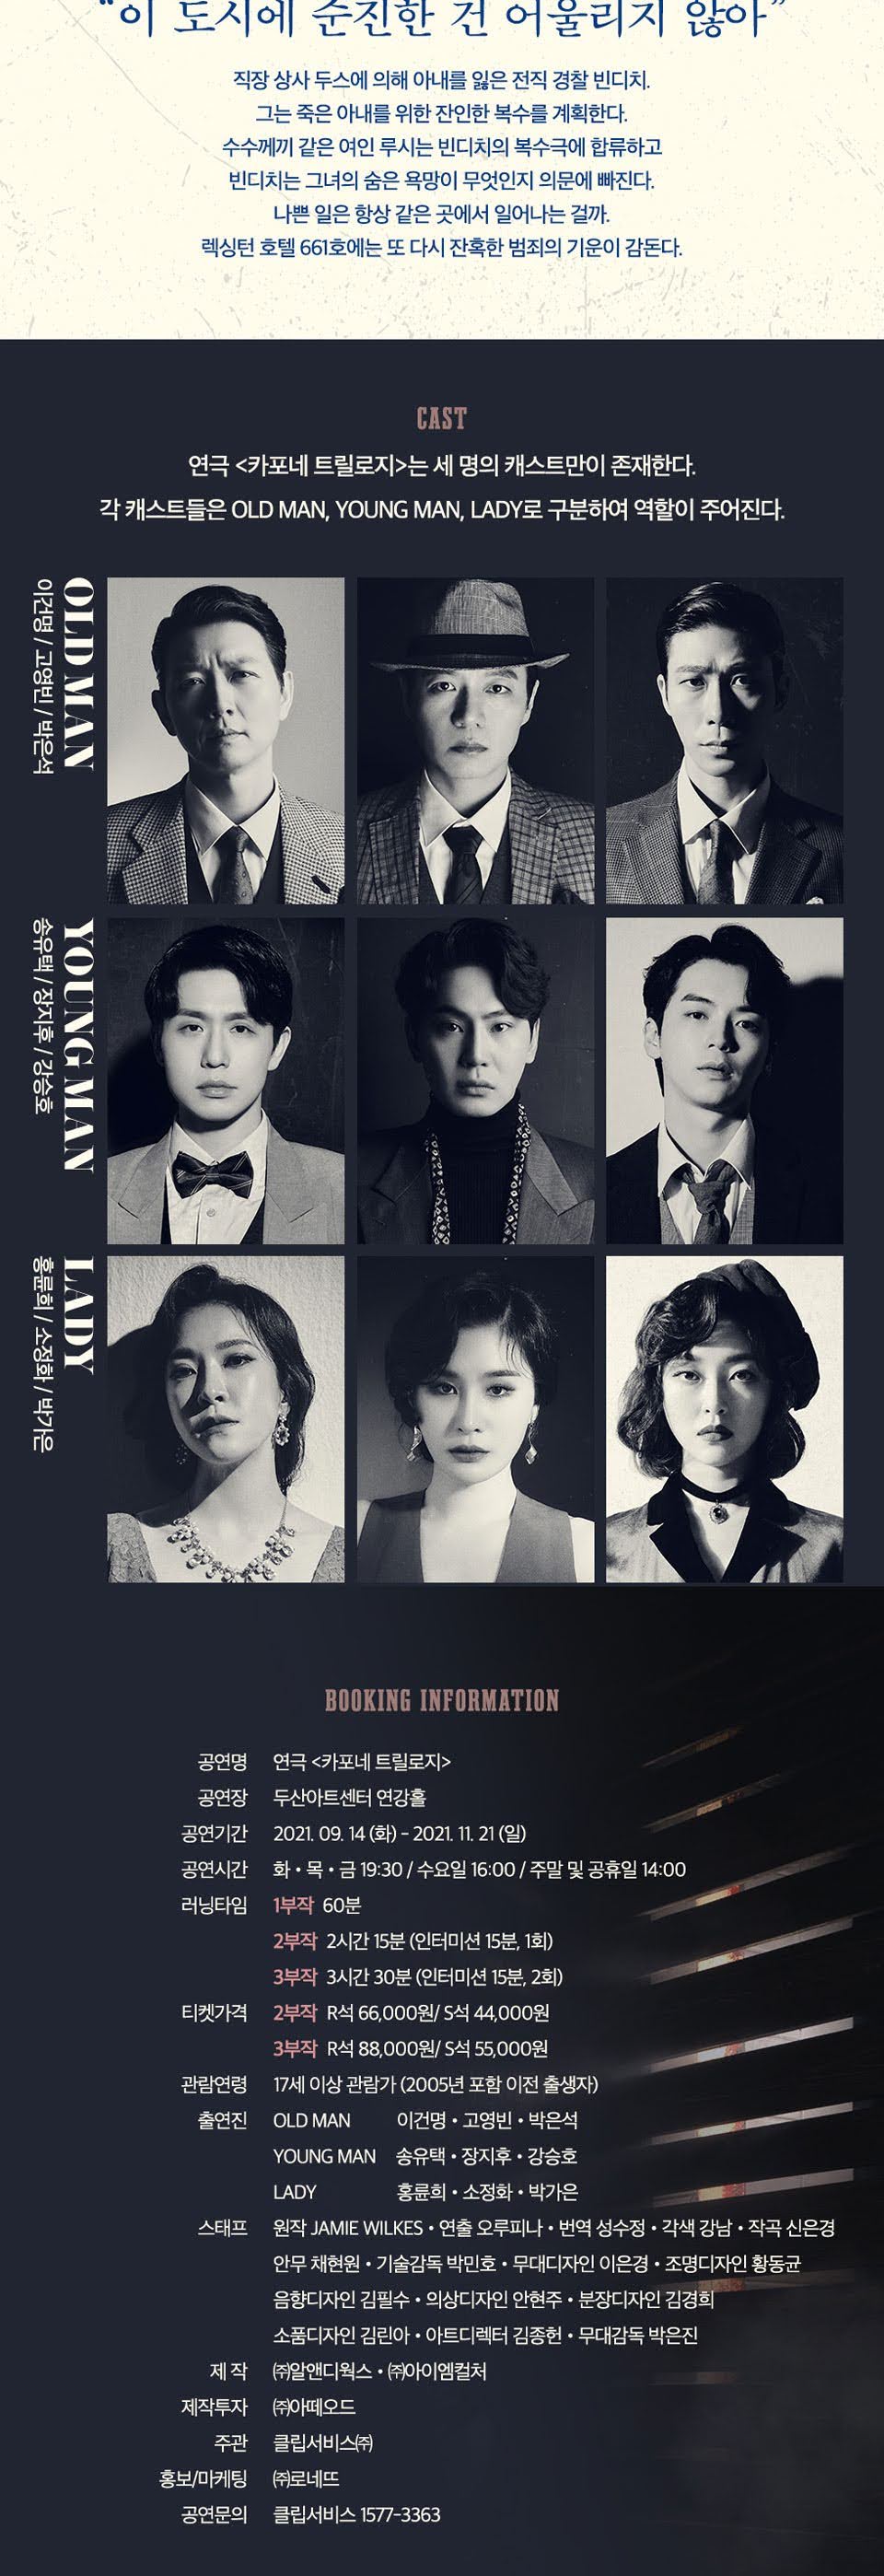 “이 도시에 순진한 건 어울리지 않아”
직장 상사 두스에 의해 아내를 잃은 전직 경찰 빈디치.
그는 죽은 아내를 위한 잔인한 복수를 계획한다.
수수께끼 같은 여인 루시는 빈디치의 복수극에 합류하고
빈디치는 그녀의 숨은 욕망이 무엇인지 의문에 빠진다.
나쁜 일은 항상 같은 곳에서 일어나는 걸까.
렉싱턴 호텔 661호에는 또 다시 잔혹한 범죄의 기운이 감돈다.
CAST
연극 <카포네 트릴로지>는 세 명의 캐스트만이 존재한다.
각 캐스트들은 OLD MAN, YOUNG MAN, LADY로 구분하여 역할이 주어진다.
OLD MAN
이건명 / 고영빈 / 박은석
YOUNG MAN
송유택 / 장지후 / 강승호
LADY
홍륜희 / 소정화 / 박가은
BOOKING INFORMATION
공연명 연극 <카포네 트릴로지>
공연장 두산아트센터 연강홀
공연기간 2021. 09. 14 (화) - 2021. 11. 21 (일)
공연시간 화 • 목 • 금 19:30 / 수요일 16:00 / 주말 및 공휴일 14:00
러닝타임 1부작 60분
2부작 2시간 15분 (인터미션 15분, 1회)
3부작 3시간 30분 (인터미션 15분, 2회)
티켓가격 2부작 R석 66,000원/ S석 44,000원
3부작 R석 88,000원/ S석 55,000원
관람연령 17세 이상 관람가 (2005년 포함 이전 출생자)
출연진 OLD MAN 이건명 • 고영빈 • 박은석
YOUNG MAN 송유택 • 장지후 • 강승호
LADY 홍륜희 • 소정화 • 박가은
스태프 원작 JAMIE WILKES • 연출 오루피나 • 번역 성수정 • 각색 강남 • 작곡 신은경
안무 채현원 • 기술감독 박민호 • 무대디자인 이은경 • 조명디자인 황동균
음향디자인 김필수 • 의상디자인 안현주 • 분장디자인 김경희
소품디자인 김린아 • 아트디렉터 김종헌 • 무대감독 박은진
제 작 ㈜알앤디웍스 • ㈜아이엠컬처
제작투자 ㈜아떼오드
주관 클립서비스㈜
홍보/마케팅 ㈜로네뜨
공연문의 클립서비스 1577-3363